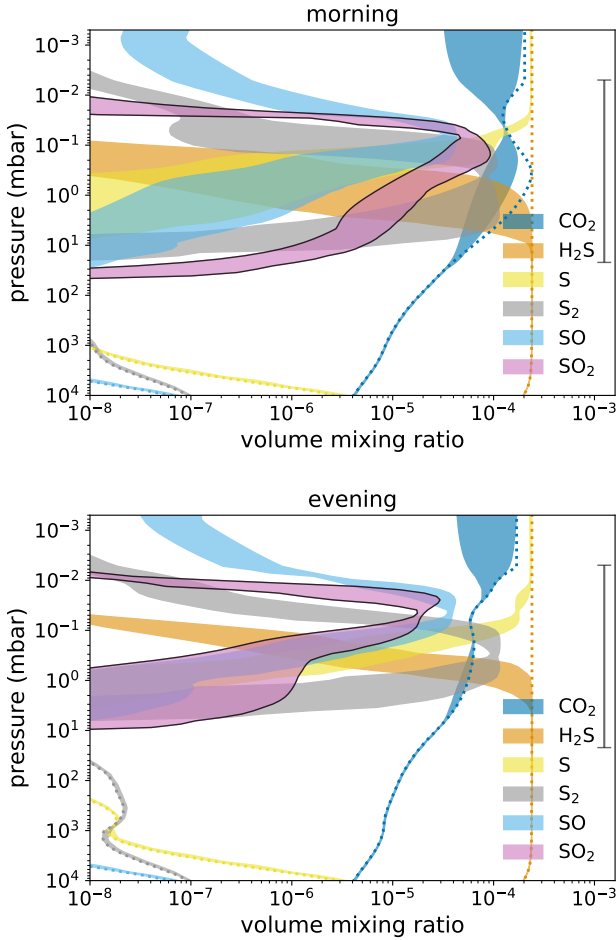 morning
10⁻³
10⁻²
10⁻¹
10⁰
10¹
10²
10³
10⁴
pressure (mbar)
CO₂
H₂S
S
S₂
SO
SO₂
10⁻⁸ 10⁻⁷ 10⁻⁶ 10⁻⁵ 10⁻⁴ 10⁻³
volume mixing ratio
evening
10⁻³
10⁻²
10⁻¹
10⁰
10¹
10²
10³
10⁴
pressure (mbar)
CO₂
H₂S
S
S₂
SO
SO₂
10⁻⁸ 10⁻⁷ 10⁻⁶ 10⁻⁵ 10⁻⁴ 10⁻³
volume mixing ratio